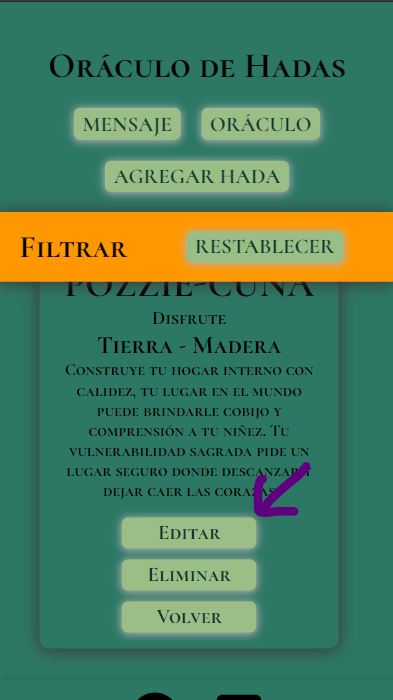 Oráculo de Hadas
MENSAJE
ORÁCULO
AGREGAR HADA
Filtrar
RESTABLECER
POZZIE-CUNA
Disfrute
Tierra - Madera
Construye tu hogar interno con
calidez, tu lugar en el mundo
puede brindarle cobijo y
comprensión a tu niñez. Tu
vulnerabilidad sagrada pide un
lugar seguro donde descanzar y
dejar caer las corazas.
Editar
Eliminar
Volver